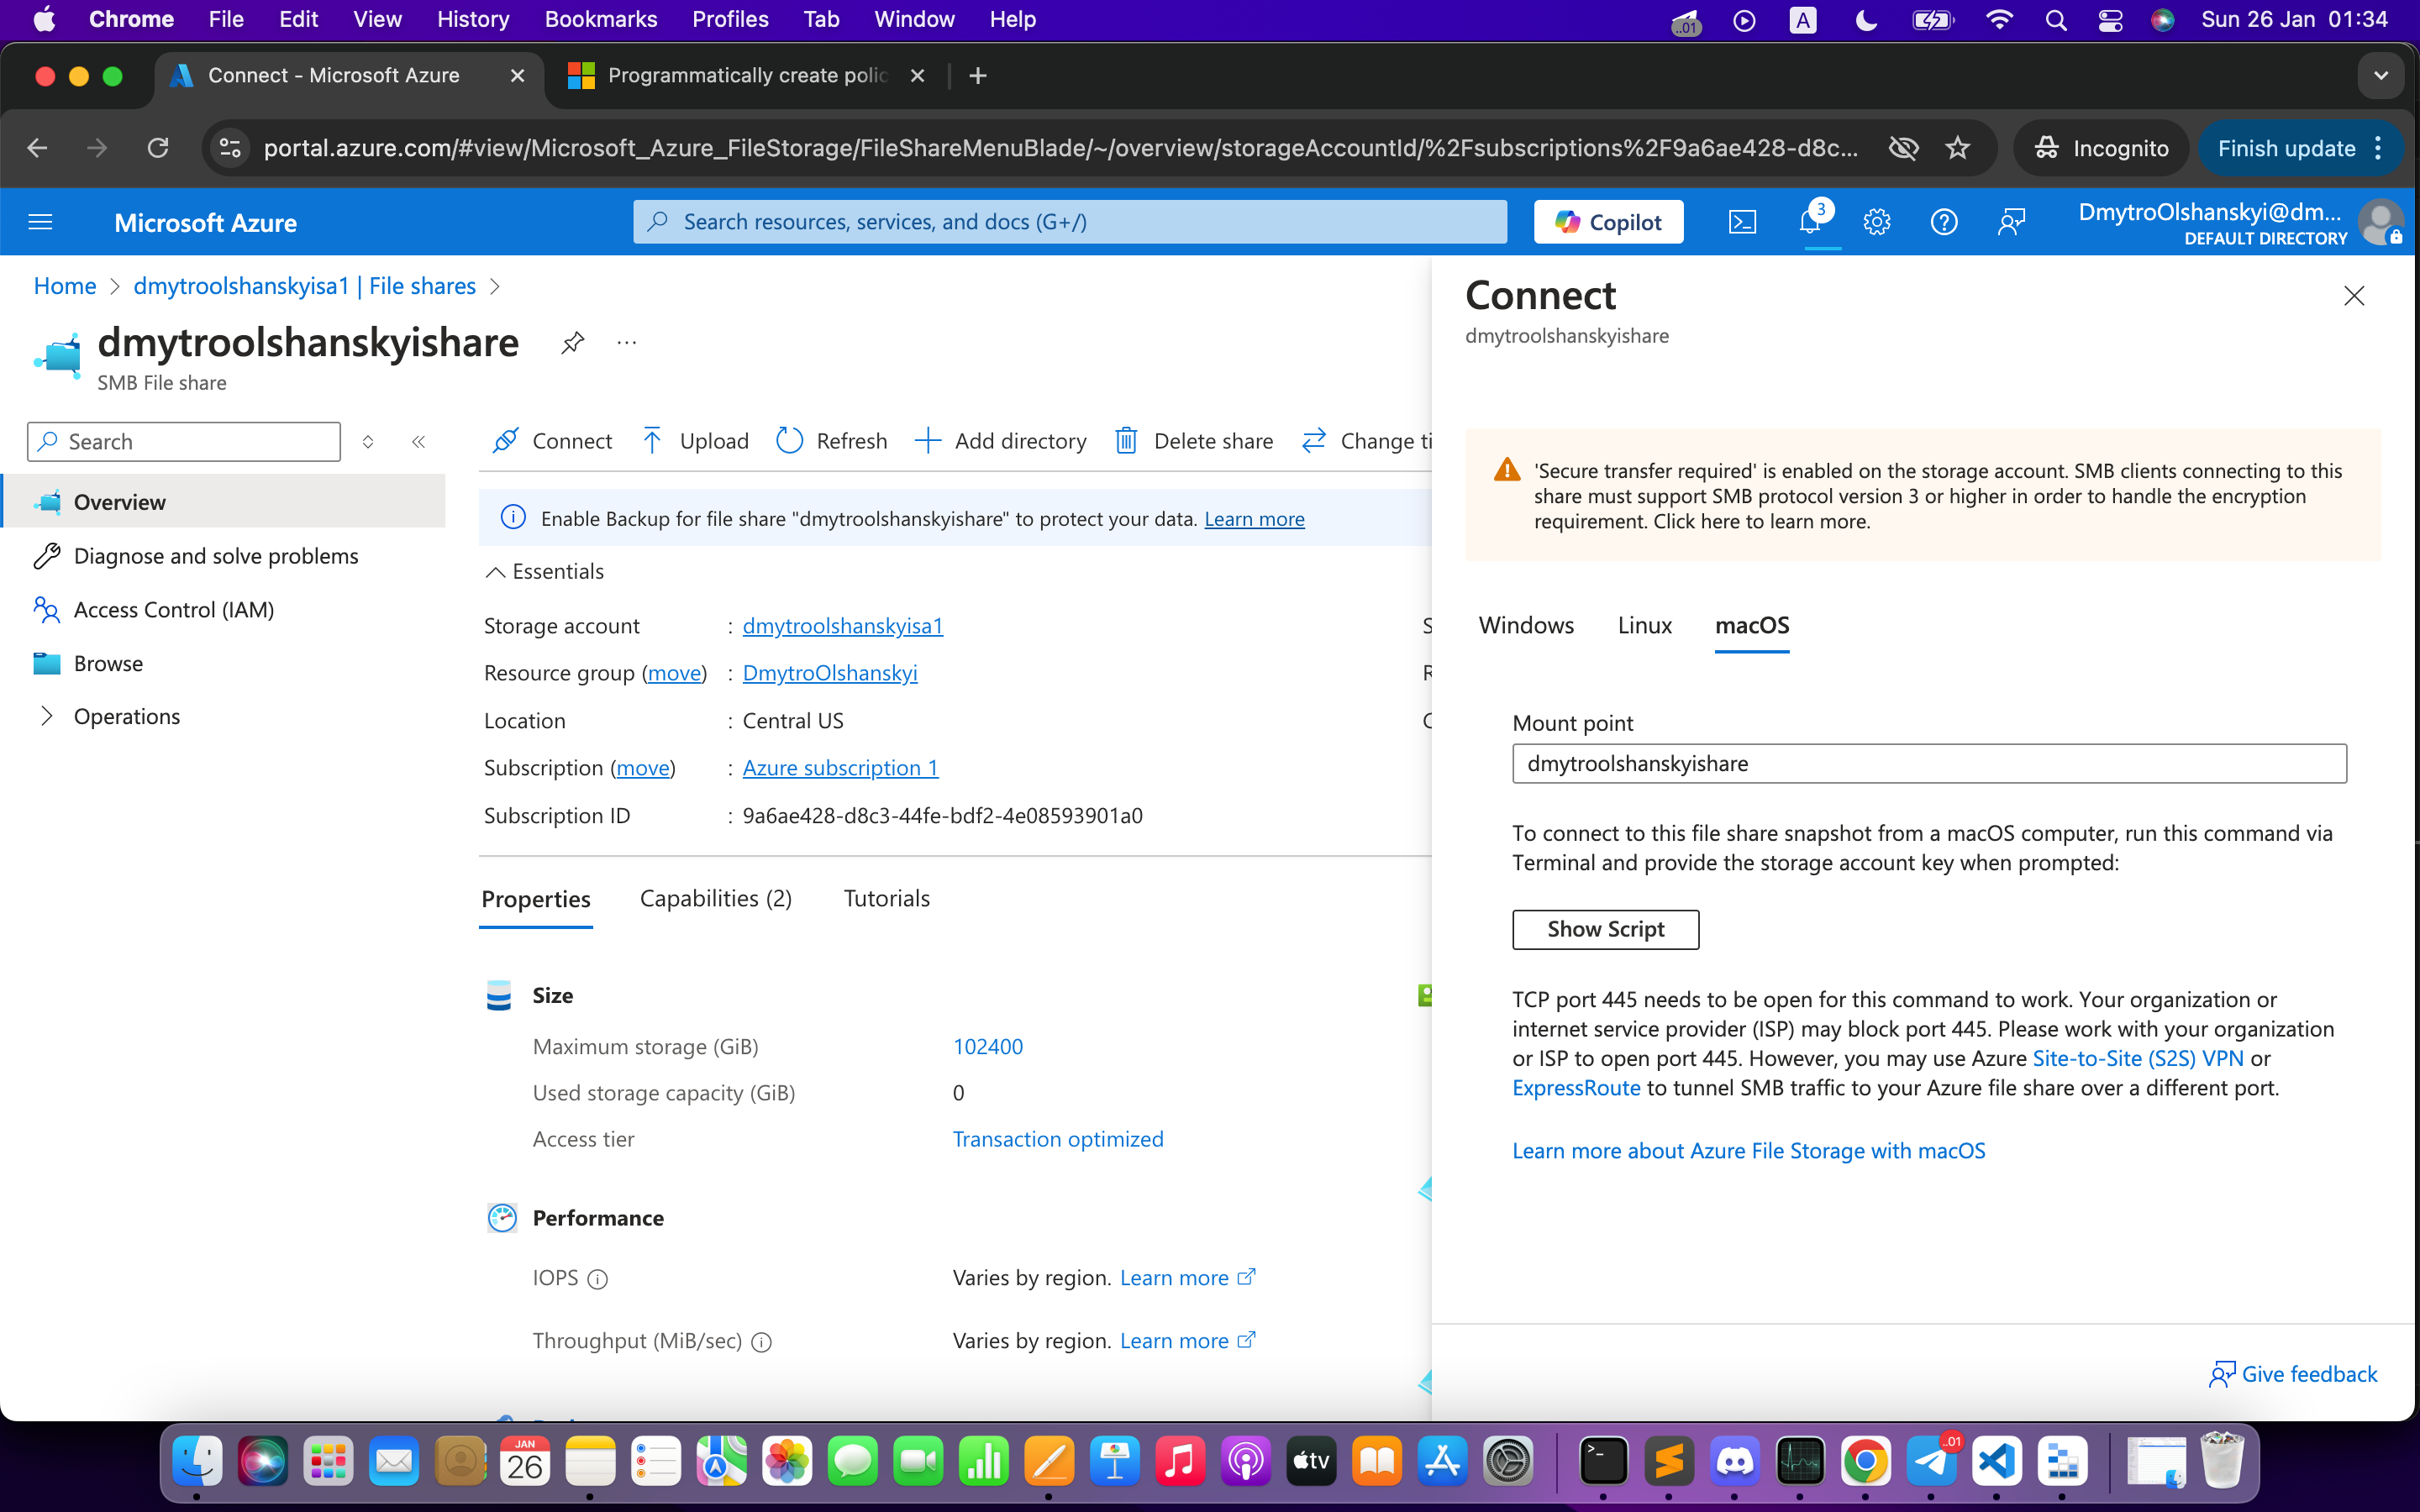 Chrome File Edit View History Bookmarks Profiles Tab Window Help
..01
A
Sun 26 Jan 01:34
Connect - Microsoft Azure
Programmatically create polic
portal.azure.com/#view/Microsoft_Azure_FileStorage/FileShareMenuBlade/~/overview/storageAccountId/%2Fsubscriptions%2F9a6ae428-d8c...
Incognito
Finish update
Microsoft Azure
Search resources, services, and docs (G+/)
Copilot
3
DmytroOlshanskyi@dm...
DEFAULT DIRECTORY
Home > dmytroolshanskyisa1 | File shares >
dmytroolshanskyishare
SMB File share
Search
Overview
Diagnose and solve problems
Access Control (IAM)
Browse
Operations
Connect
Upload
Refresh
Add directory
Delete share
Change ti
Enable Backup for file share "dmytroolshanskyishare" to protect your data. Learn more
Essentials
Storage account : dmytroolshanskyisa1
Resource group (move) : DmytroOlshanskyi
Location : Central US
Subscription (move) : Azure subscription 1
Subscription ID : 9a6ae428-d8c3-44fe-bdf2-4e08593901a0
Properties
Capabilities (2)
Tutorials
Size
Maximum storage (GiB) 102400
Used storage capacity (GiB) 0
Access tier Transaction optimized
Performance
IOPS Varies by region. Learn more
Throughput (MiB/sec) Varies by region. Learn more
Connect
dmytroolshanskyishare
'Secure transfer required' is enabled on the storage account. SMB clients connecting to this
share must support SMB protocol version 3 or higher in order to handle the encryption
requirement. Click here to learn more.
Windows
Linux
macOS
Mount point
dmytroolshanskyishare
To connect to this file share snapshot from a macOS computer, run this command via
Terminal and provide the storage account key when prompted:
Show Script
TCP port 445 needs to be open for this command to work. Your organization or
internet service provider (ISP) may block port 445. Please work with your organization
or ISP to open port 445. However, you may use Azure Site-to-Site (S2S) VPN or
ExpressRoute to tunnel SMB traffic to your Azure file share over a different port.
Learn more about Azure File Storage with macOS
Give feedback
JAN
26
tv
..01